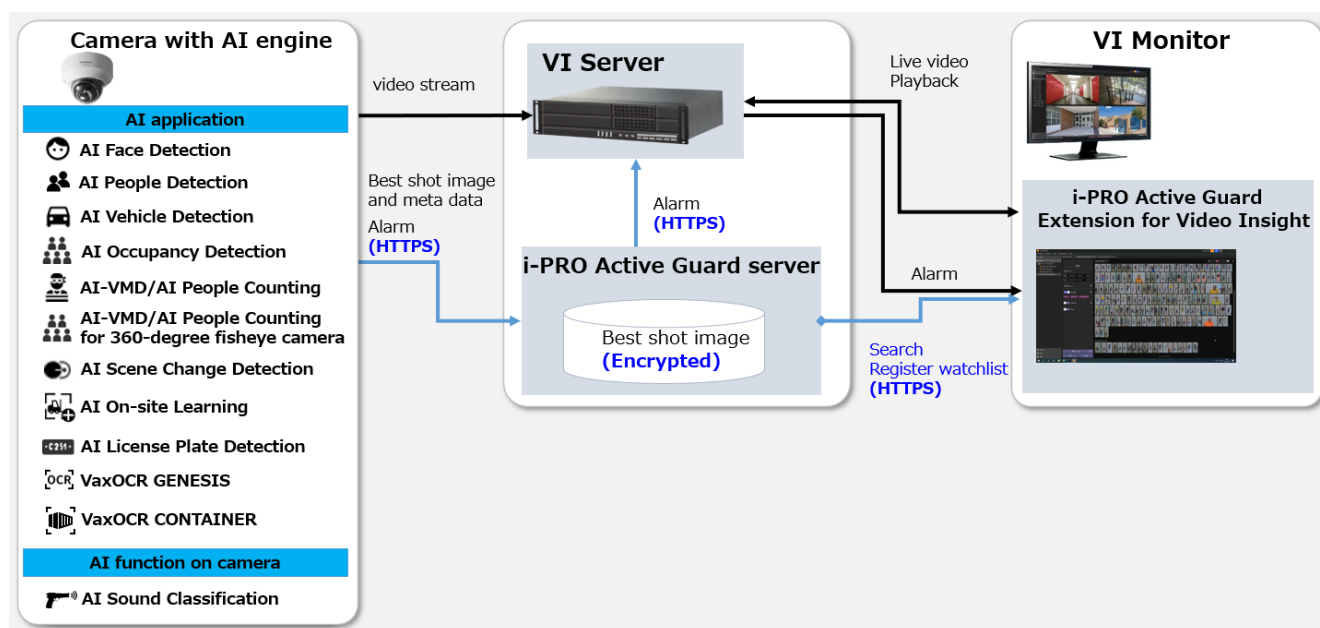 Camera with AI engine
AI application
AI Face Detection
AI People Detection
AI Vehicle Detection
AI Occupancy Detection
AI-VMD/AI People Counting
AI-VMD/AI People Counting
for 360-degree fisheye camera
AI Scene Change Detection
AI On-site Learning
AI License Plate Detection
OCR VaxOCR GENESIS
VaxOCR CONTAINER
AI function on camera
AI Sound Classification
video stream
Best shot image
and meta data
Alarm
(HTTPS)
VI Server
Alarm
(HTTPS)
i-PRO Active Guard server
Best shot image
(Encrypted)
Live video
Playback
Alarm
Search
Register watchlist
(HTTPS)
VI Monitor
i-PRO Active Guard
Extension for Video Insight